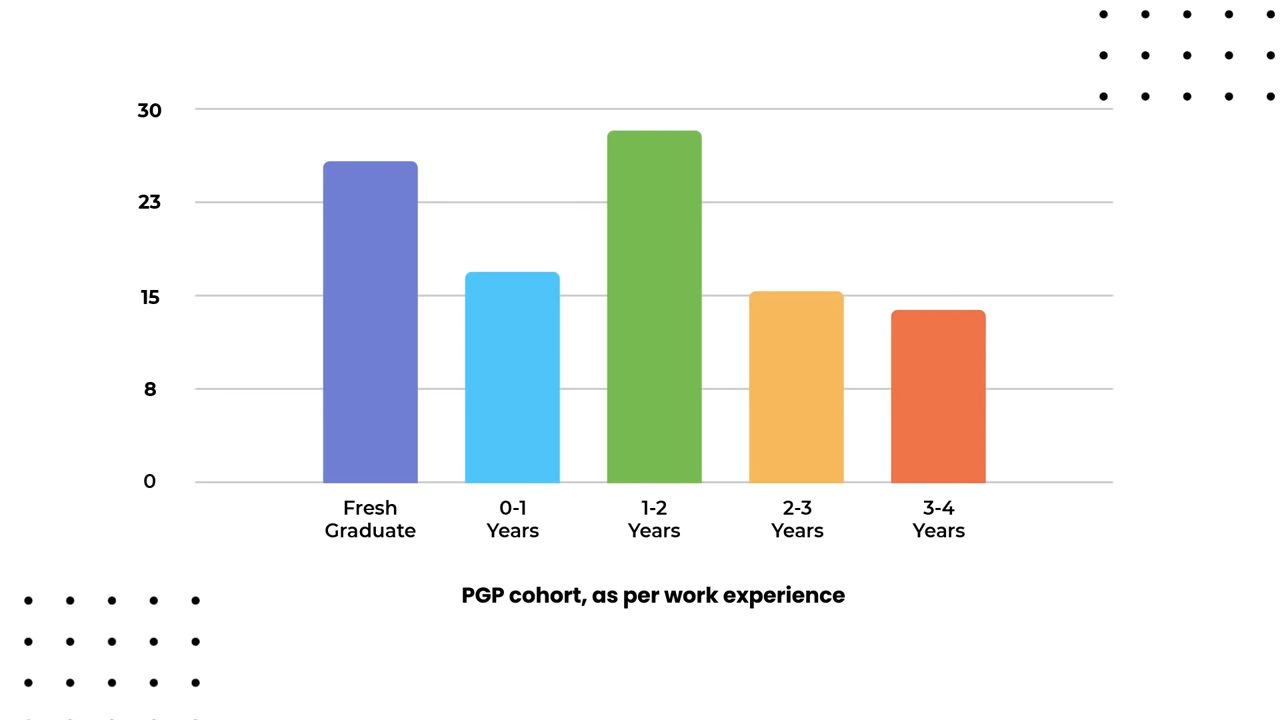 30
23
15
8
0
Fresh
Graduate
0-1
Years
1-2
Years
2-3
Years
3-4
Years
PGP cohort, as per work experience